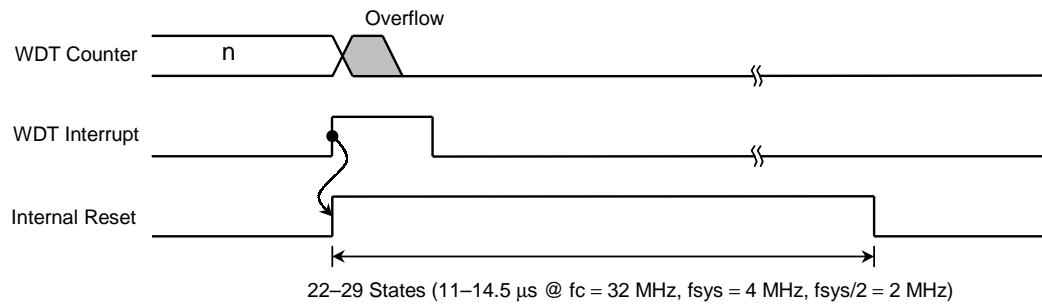 Overflow
WDT Counter
n
WDT Interrupt
Internal Reset
22–29 States (11–14.5 µs @ fc = 32 MHz, fsys = 4 MHz, fsys/2 = 2 MHz)